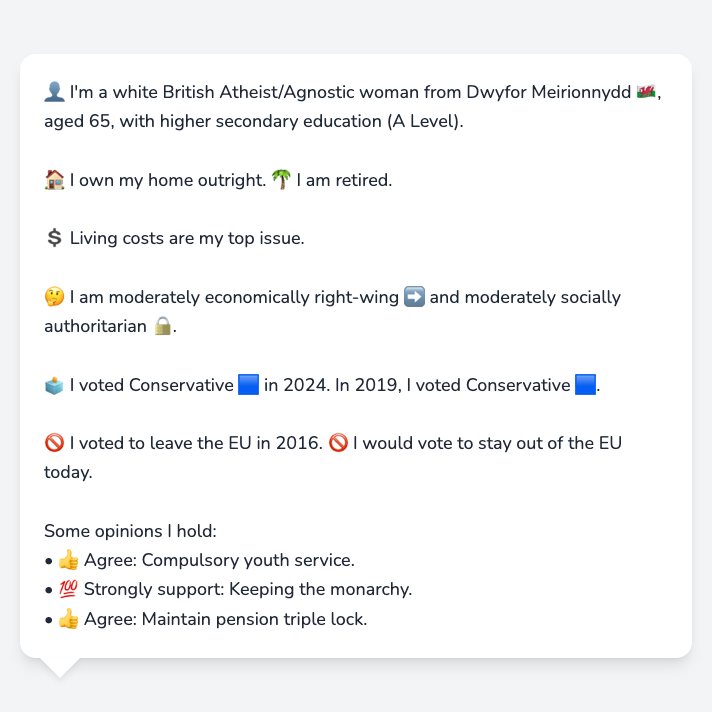 👤 I'm a white British Atheist/Agnostic woman from Dwyfor Meirionnydd 🏴󠁧󠁢󠁷󠁬󠁳󠁿,
aged 65, with higher secondary education (A Level).
🏠 I own my home outright. 🌴 I am retired.
💲 Living costs are my top issue.
🤔 I am moderately economically right-wing ➡️ and moderately socially
authoritarian 🔒.
🗳️ I voted Conservative 🟦 in 2024. In 2019, I voted Conservative 🟦.
🚫 I voted to leave the EU in 2016. 🚫 I would vote to stay out of the EU
today.
Some opinions I hold:
• 👍 Agree: Compulsory youth service.
• 💯 Strongly support: Keeping the monarchy.
• 👍 Agree: Maintain pension triple lock.